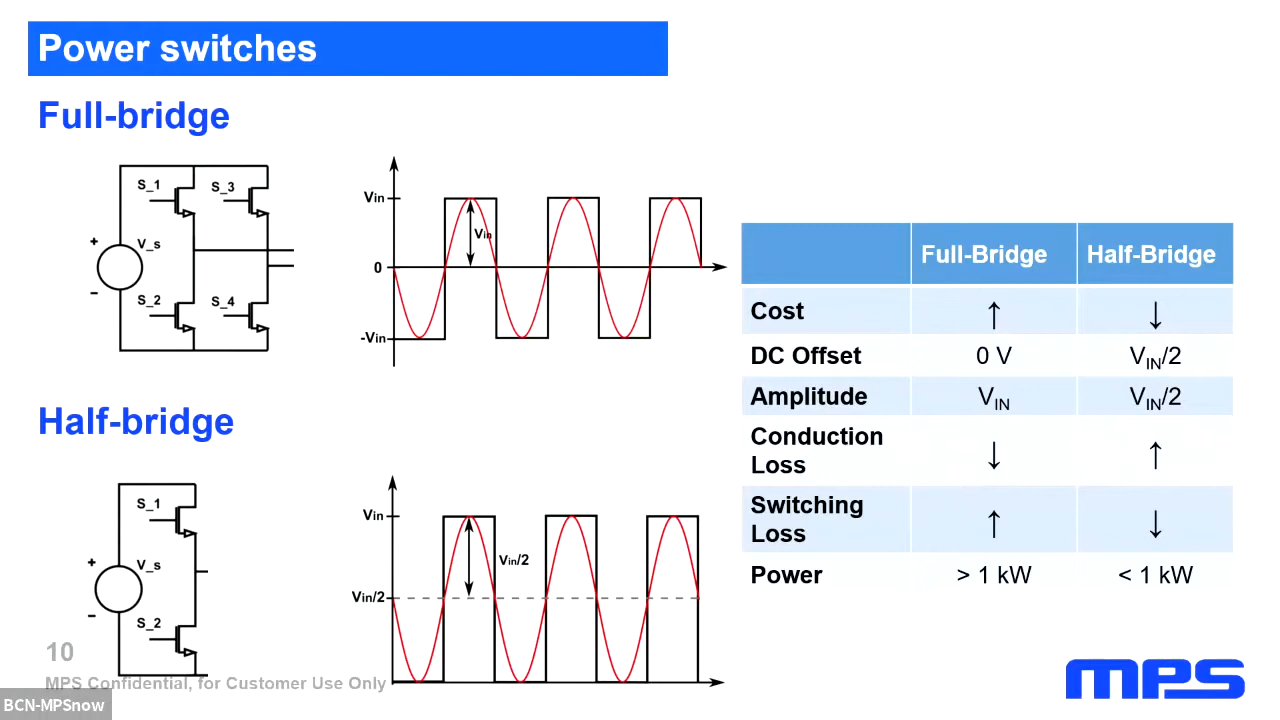 Power switches
Full-bridge
S_1
S_3
+
V_s
−
S_2
S_4
Vin
Vin
0
-Vin
Half-bridge
S_1
+
V_s
−
S_2
Vin
Vin/2
Vin/2
Full-Bridge Half-Bridge
Cost ↑ ↓
DC Offset 0 V VIN/2
Amplitude VIN VIN/2
Conduction
Loss ↓ ↑
Switching
Loss ↑ ↓
Power > 1 kW < 1 kW
10
MPS Confidential, for Customer Use Only
BCN-MPSnow
mPS